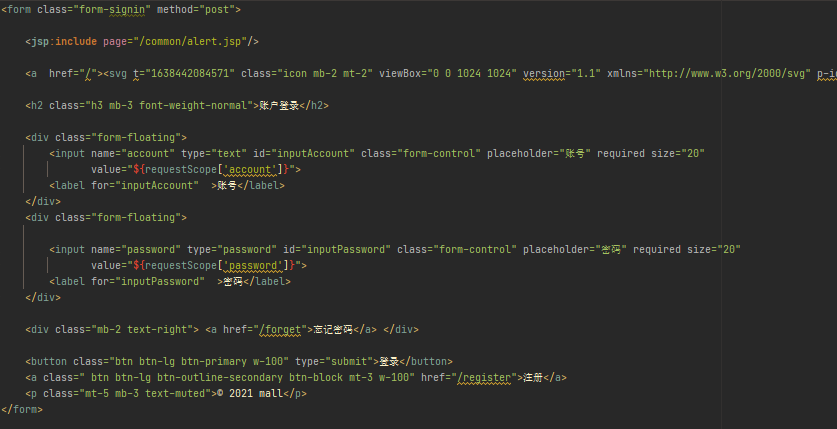 <form class="form-signin" method="post">
<jsp:include page="/common/alert.jsp"/>
<a  href="/"><svg t="1638442084571" class="icon mb-2 mt-2" viewBox="0 0 1024 1024" version="1.1" xmlns="http://www.w3.org/2000/svg" p-i
<h2 class="h3 mb-3 font-weight-normal">账户登录</h2>
<div class="form-floating">
<input name="account" type="text" id="inputAccount" class="form-control" placeholder="账号" required size="20"
value="${requestScope['account']}">
<label for="inputAccount"  >账号</label>
</div>
<div class="form-floating">
<input name="password" type="password" id="inputPassword" class="form-control" placeholder="密码" required size="20"
value="${requestScope['password']}">
<label for="inputPassword"  >密码</label>
</div>
<div class="mb-2 text-right"> <a href="/forget">忘记密码</a> </div>
<button class="btn btn-lg btn-primary w-100" type="submit">登录</button>
<a class=" btn btn-lg btn-outline-secondary btn-block mt-3 w-100" href="/register">注册</a>
<p class="mt-5 mb-3 text-muted">© 2021 mall</p>
</form>